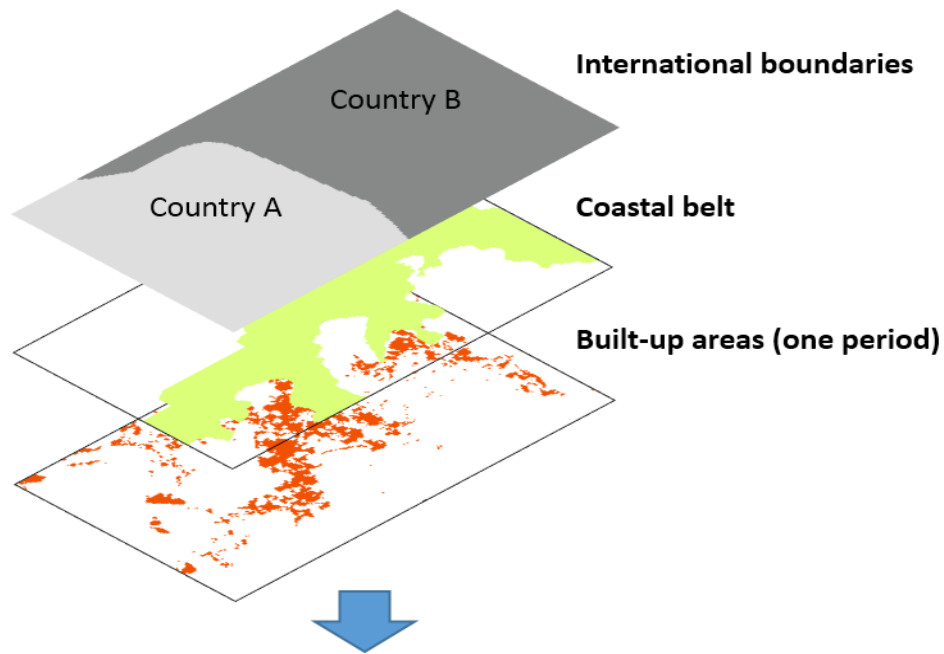 International boundaries
Country B
Country A
Coastal belt
Built-up areas (one period)